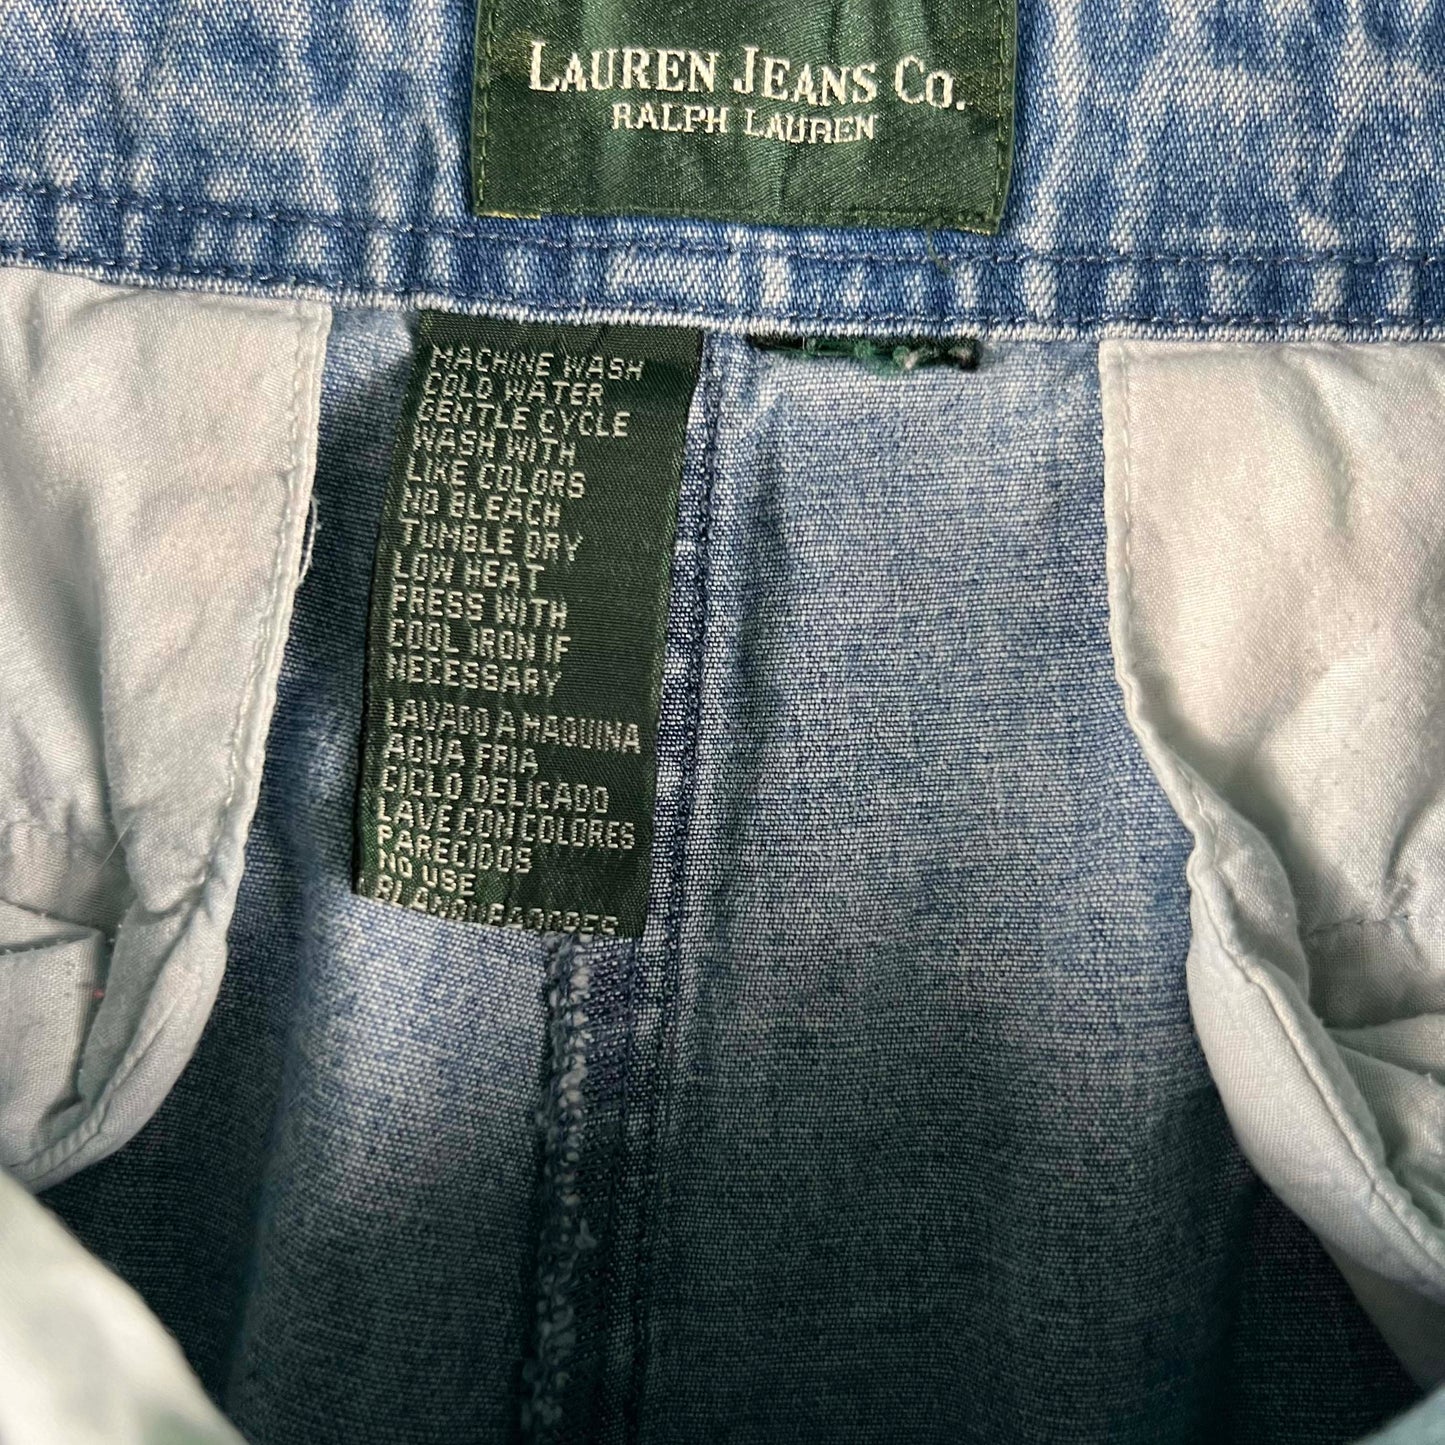 LAUREN JEANS CO.
RALPH LAUREN
MACHINE WASH
COLD WATER
GENTLE CYCLE
WASH WITH
LIKE COLORS
NO BLEACH
TUMBLE DRY
LOW HEAT
PRESS WITH
COOL IRON IF
NECESSARY
LAVADO A MAQUINA
AGUA FRIA
CICLO DELICADO
LAVE CON COLORES
PARECIDOS
NO USE
BLANQUEADORES